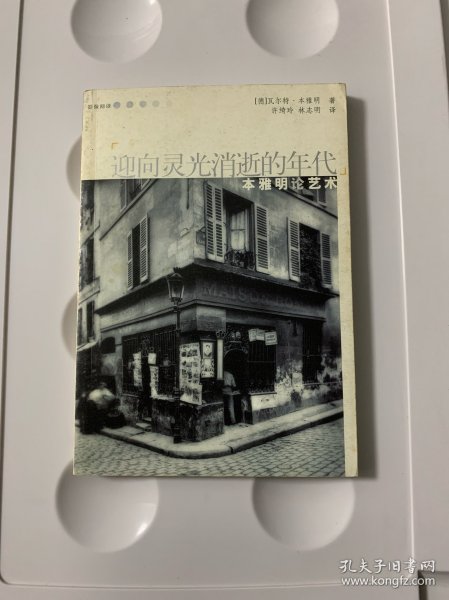 [德]瓦尔特·本雅明 著
许绮玲 林志明 译
迎向灵光消逝的年代
本雅明论艺术
MAISON BO
孔夫子旧书网
www.kongfz.com